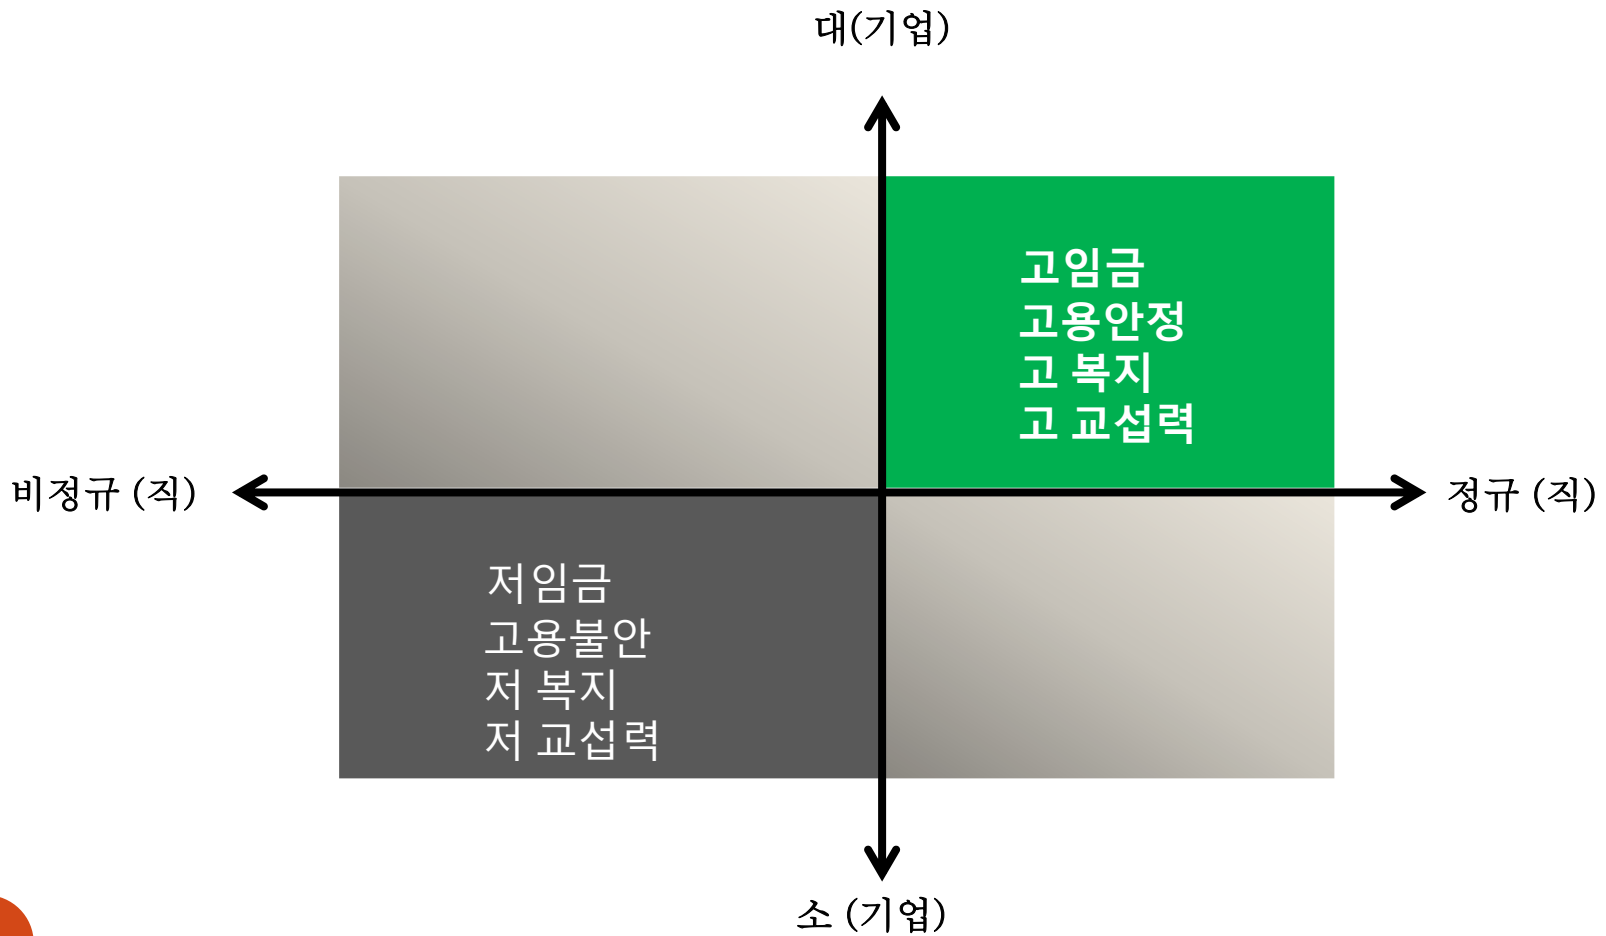 대(기업)
고임금
고용안정
고 복지
고 교섭력
비정규 (직)
정규 (직)
저임금
고용불안
저 복지
저 교섭력
소 (기업)